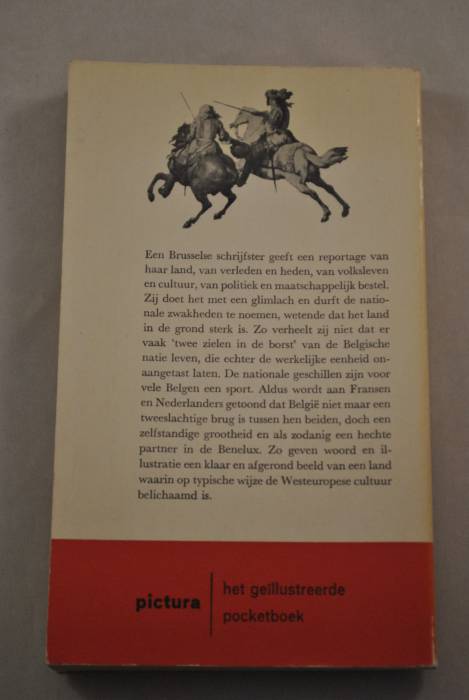 Een Brusselse schrijfster geeft een reportage van
haar land, van verleden en heden, van volksleven
en cultuur, van politiek en maatschappelijk bestel.
Zij doet het met een glimlach en durft de natio-
nale zwakheden te noemen, wetende dat het land
in de grond sterk is. Zo verheelt zij niet dat er
vaak 'twee zielen in de borst' van de Belgische
natie leven, die echter de werkelijke eenheid on-
aangetast laten. De nationale geschillen zijn voor
vele Belgen een sport. Aldus wordt aan Fransen
en Nederlanders getoond dat België niet maar een
tweeslachtige brug is tussen hen beiden, doch een
zelfstandige grootheid en als zodanig een hechte
partner in de Benelux. Zo geven woord en il-
lustratie een klaar en afgerond beeld van een land
waarin op typische wijze de Westeuropese cultuur
belichaamd is.
pictura
het geïllustreerde
pocketboek